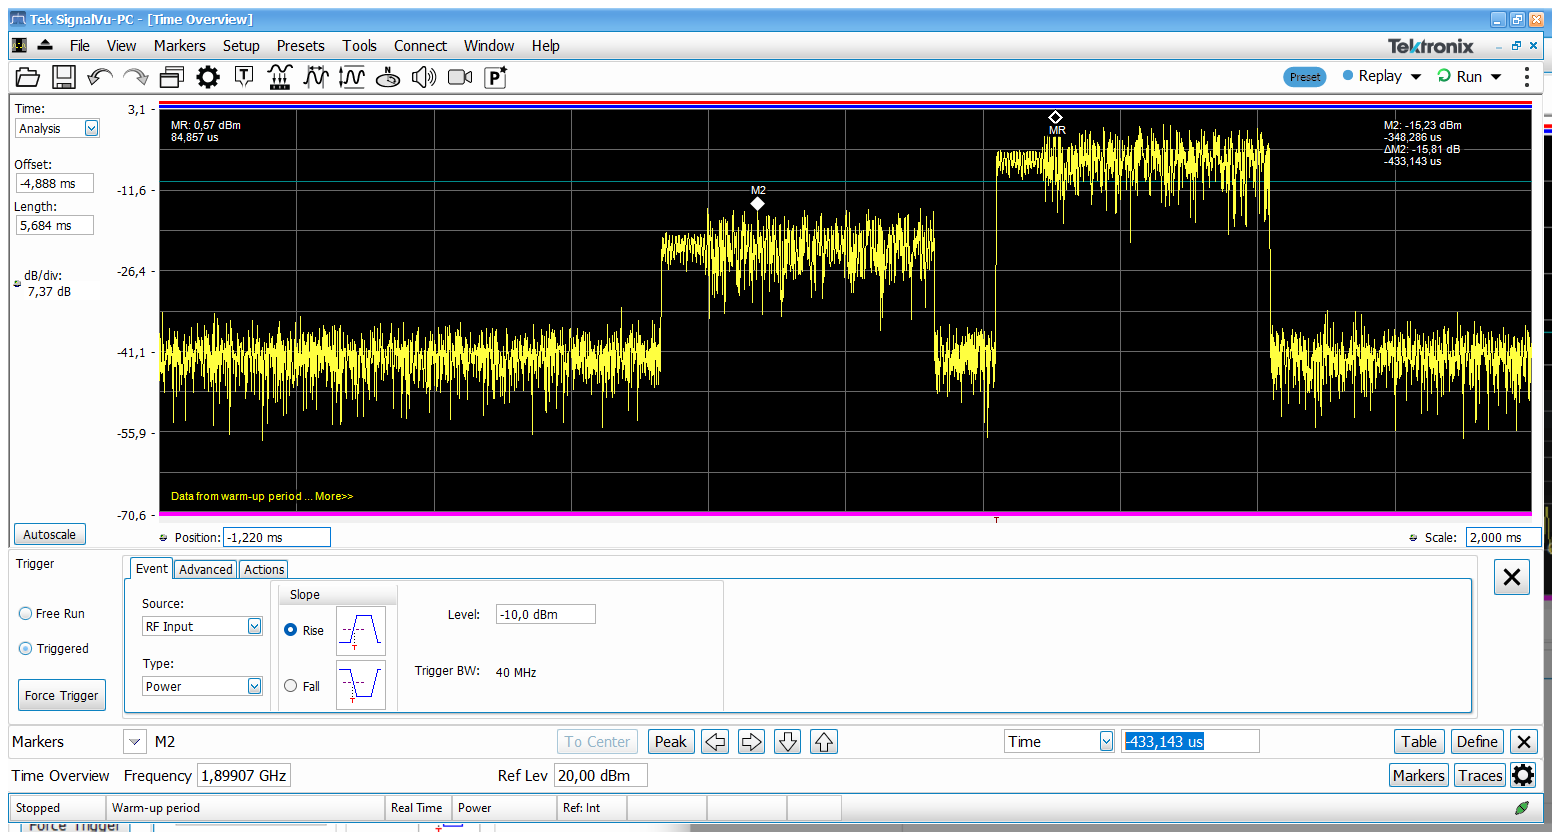 Tek SignalVu-PC - [Time Overview]
File View Markers Setup Presets Tools Connect Window Help
Tektronix
Preset Replay Run
Time:
Analysis
Offset:
-4,888 ms
Length:
5,684 ms
dB/div:
7,37 dB
Autoscale
3,1
-11,6
-26,4
-41,1
-55,9
-70,6
MR: 0,57 dBm
84,857 us
M2
MR
M2: -15,23 dBm
-348,286 us
ΔM2: -15,81 dB
-433,143 us
Data from warm-up period ... More>>
T
Position: -1,220 ms
Scale: 2,000 ms
Trigger
Free Run
Triggered
Force Trigger
Event Advanced Actions
Source:
RF Input
Type:
Power
Slope
Rise
T
Fall
T
Level: -10,0 dBm
Trigger BW: 40 MHz
Markers M2 To Center Peak Time -433,143 us Table Define
Time Overview Frequency 1,89907 GHz Ref Lev 20,00 dBm Markers Traces
Stopped Warm-up period Real Time Power Ref: Int
Force Trigger